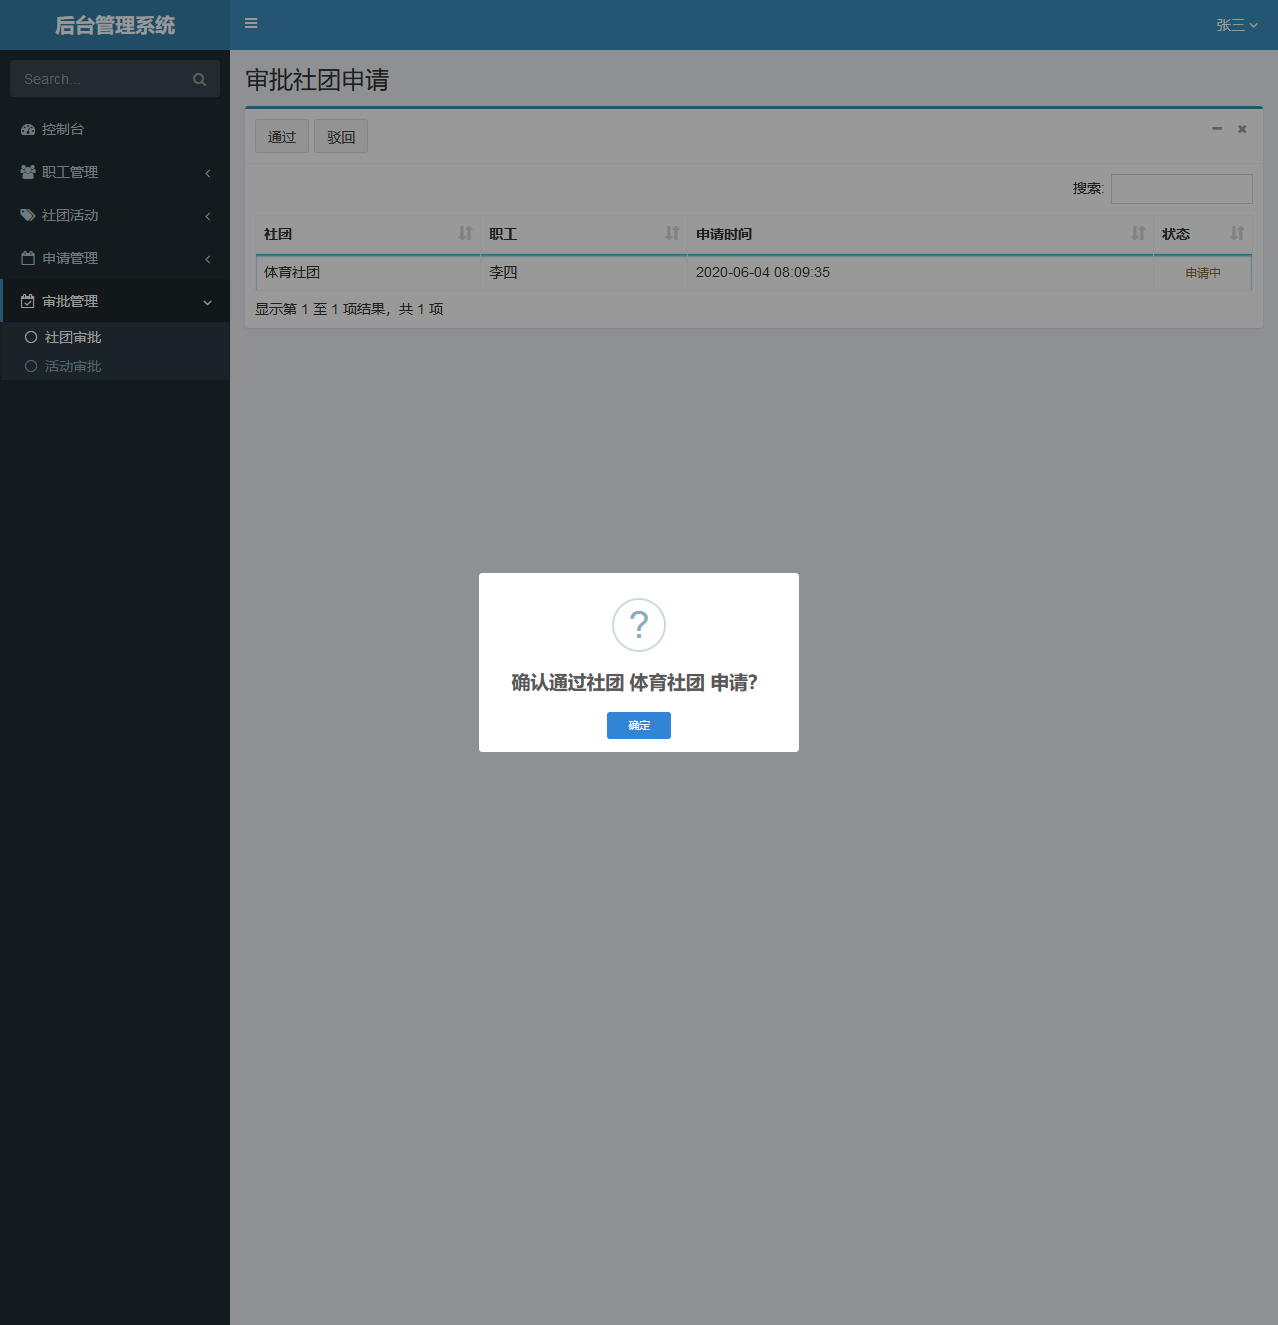 后台管理系统
张三
Search...
控制台
职工管理
社团活动
申请管理
审批管理
社团审批
活动审批
审批社团申请
通过 驳回
搜索:
社团 职工 申请时间 状态
体育社团 李四 2020-06-04 08:09:35 申请中
显示第 1 至 1 项结果，共 1 项
?
确认通过社团 体育社团 申请?
确定